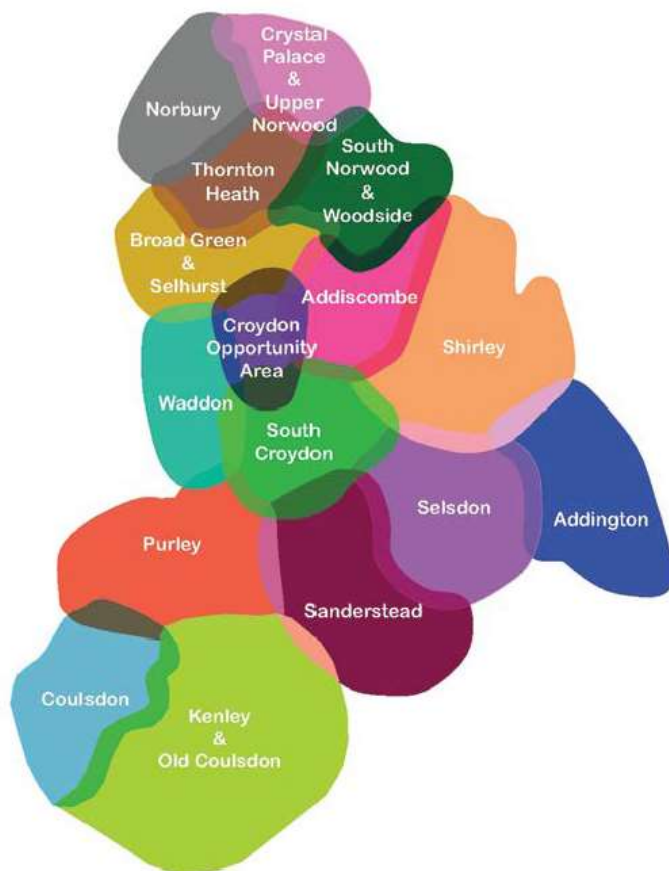 Crystal
Palace
&
Upper
Norwood
Norbury
South
Norwood
&
Woodside
Thornton
Heath
Broad Green
&
Selhurst
Addiscombe
Croydon
Opportunity
Area
Shirley
Waddon
South
Croydon
Selsdon
Addington
Purley
Sanderstead
Coulsdon
Kenley
&
Old Coulsdon